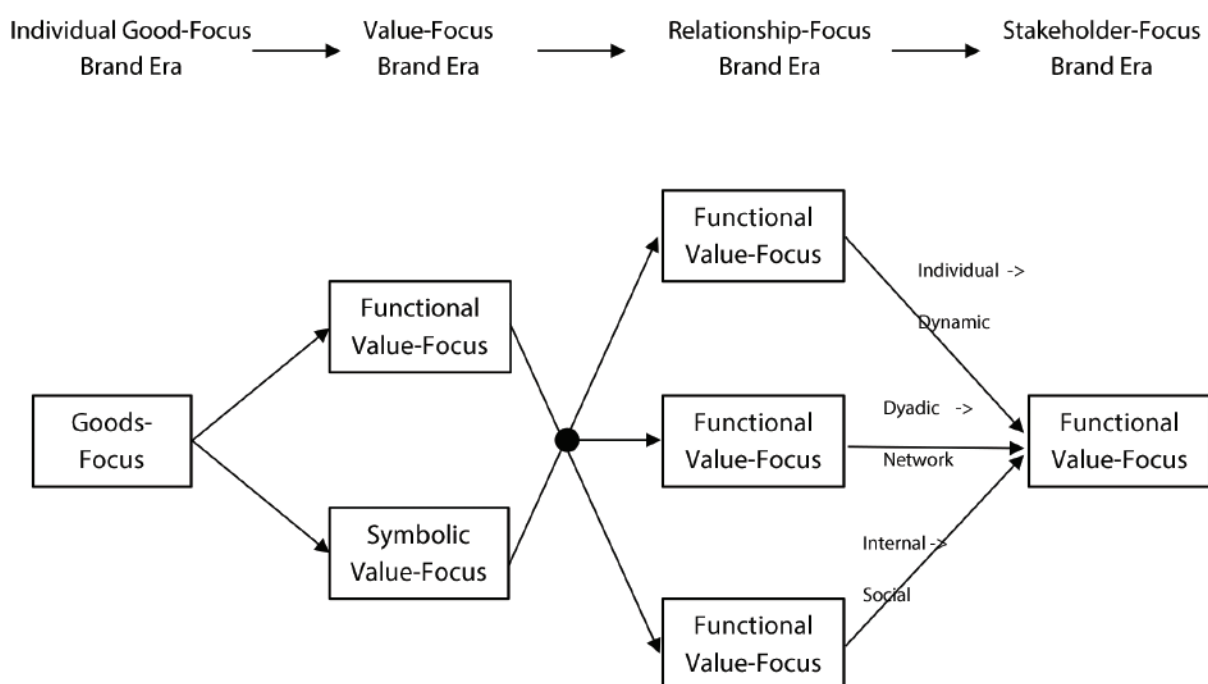 Individual Good-Focus
Brand Era
Value-Focus
Brand Era
Relationship-Focus
Brand Era
Stakeholder-Focus
Brand Era
Goods-
Focus
Functional
Value-Focus
Symbolic
Value-Focus
Functional
Value-Focus
Functional
Value-Focus
Functional
Value-Focus
Individual ->
Dynamic
Dyadic ->
Network
Internal ->
Social
Functional
Value-Focus